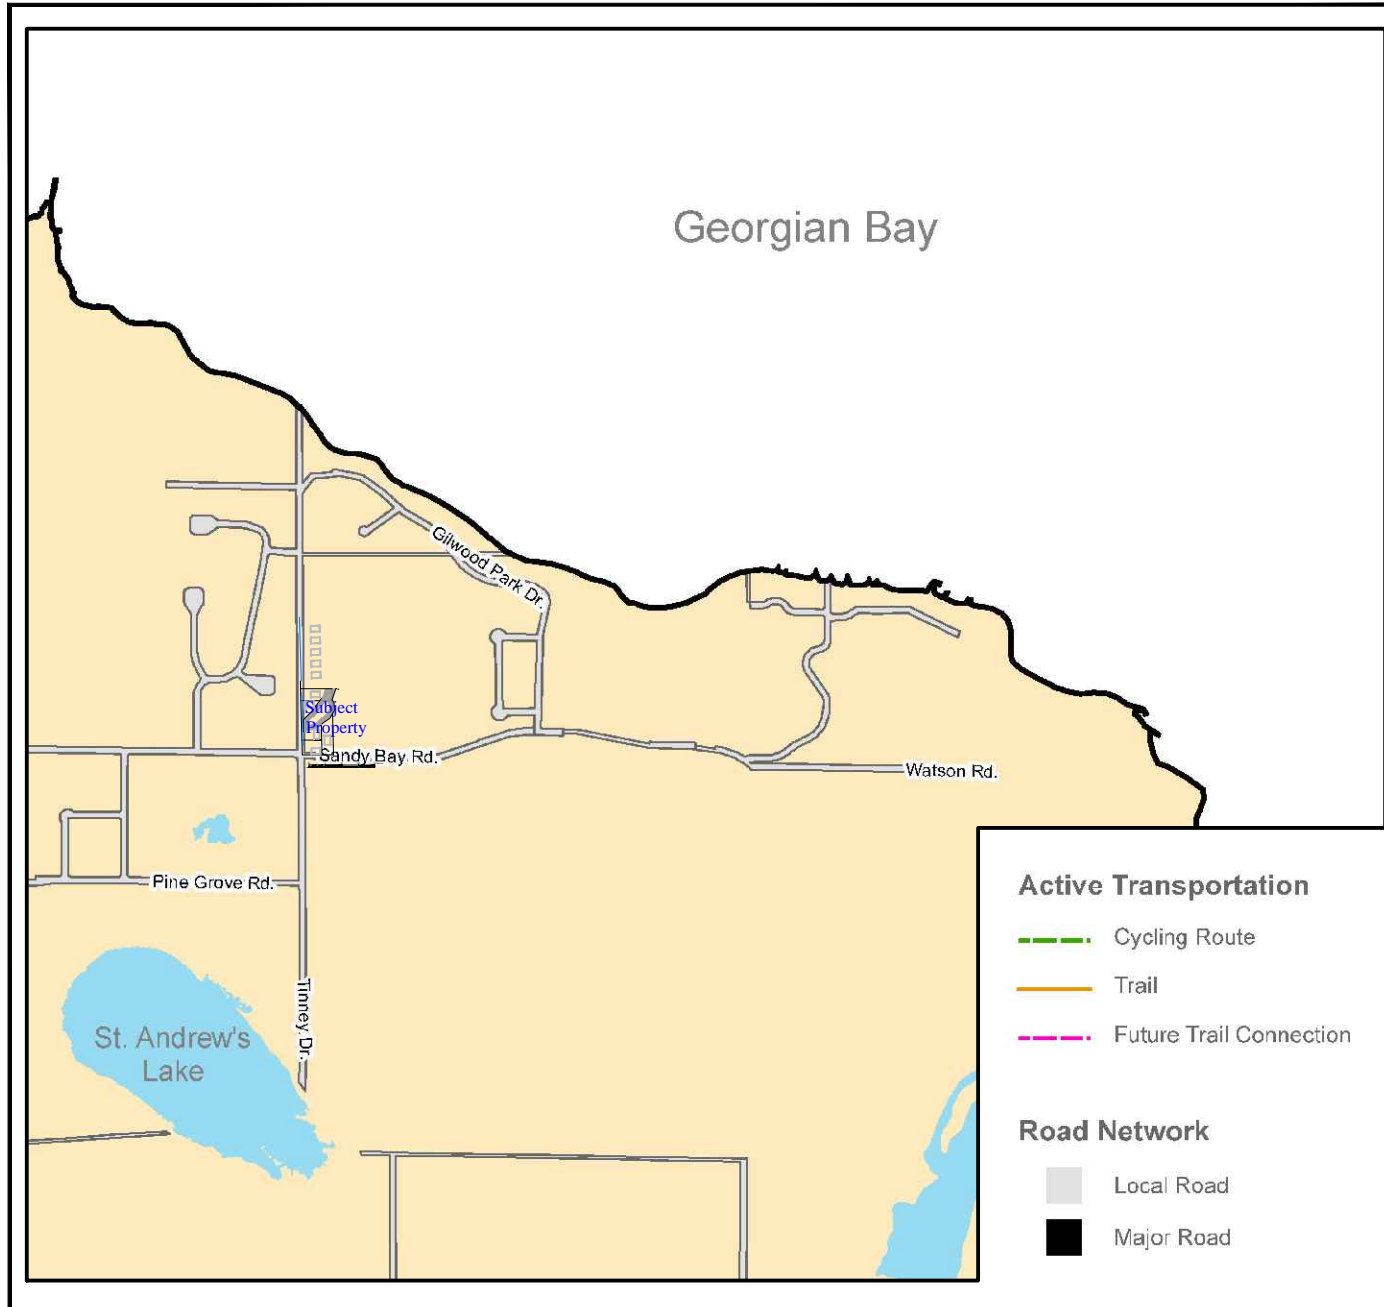 Georgian Bay
Gilwood Park Dr.
Subject
Property
Sandy Bay Rd.
Watson Rd.
Pine Grove Rd.
Tinney Dr.
St. Andrew's
Lake
Active Transportation
Cycling Route
Trail
Future Trail Connection
Road Network
Local Road
Major Road